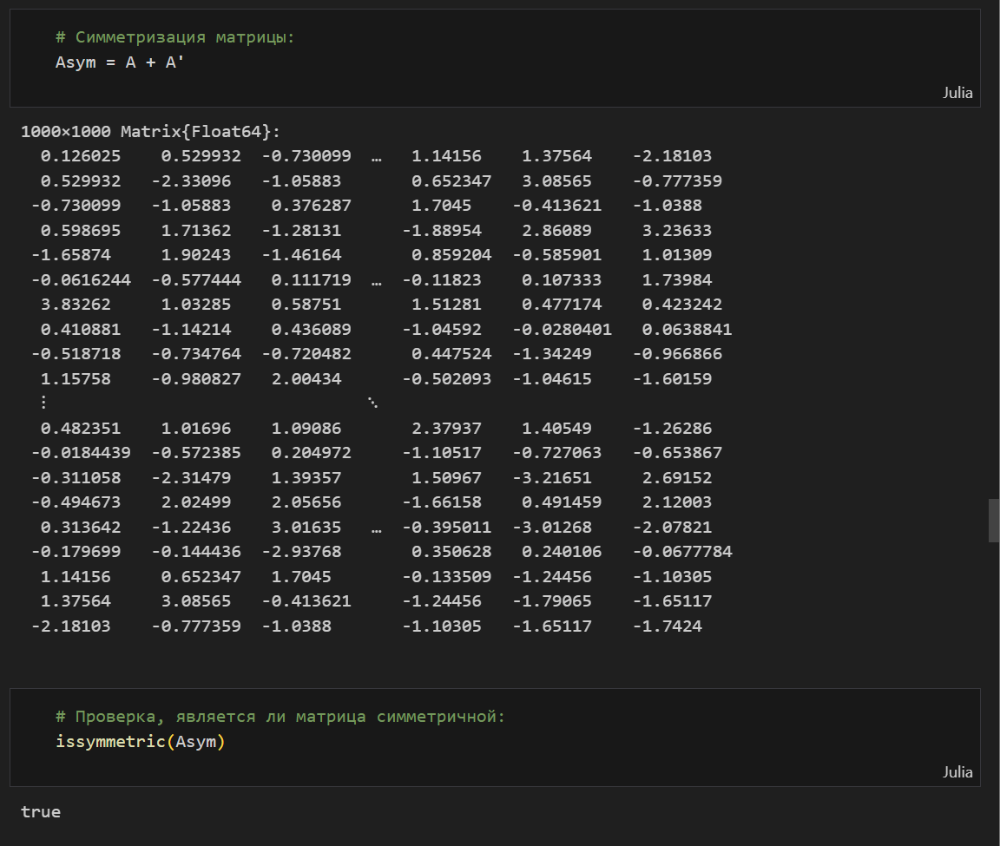 # Симметризация матрицы:
Asym = A + A'
Julia
1000×1000 Matrix{Float64}:
0.126025 0.529932 -0.730099 … 1.14156 1.37564 -2.18103
0.529932 -2.33096 -1.05883 0.652347 3.08565 -0.777359
-0.730099 -1.05883 0.376287 1.7045 -0.413621 -1.0388
0.598695 1.71362 -1.28131 -1.88954 2.86089 3.23633
-1.65874 1.90243 -1.46164 0.859204 -0.585901 1.01309
-0.0616244 -0.577444 0.111719 … -0.11823 0.107333 1.73984
3.83262 1.03285 0.58751 1.51281 0.477174 0.423242
0.410881 -1.14214 0.436089 -1.04592 -0.0280401 0.0638841
-0.518718 -0.734764 -0.720482 0.447524 -1.34249 -0.966866
1.15758 -0.980827 2.00434 -0.502093 -1.04615 -1.60159
⋮ ⋱
0.482351 1.01696 1.09086 2.37937 1.40549 -1.26286
-0.0184439 -0.572385 0.204972 -1.10517 -0.727063 -0.653867
-0.311058 -2.31479 1.39357 1.50967 -3.21651 2.69152
-0.494673 2.02499 2.05656 -1.66158 0.491459 2.12003
0.313642 -1.22436 3.01635 … -0.395011 -3.01268 -2.07821
-0.179699 -0.144436 -2.93768 0.350628 0.240106 -0.0677784
1.14156 0.652347 1.7045 -0.133509 -1.24456 -1.10305
1.37564 3.08565 -0.413621 -1.24456 -1.79065 -1.65117
-2.18103 -0.777359 -1.0388 -1.10305 -1.65117 -1.7424
# Проверка, является ли матрица симметричной:
issymmetric(Asym)
Julia
true